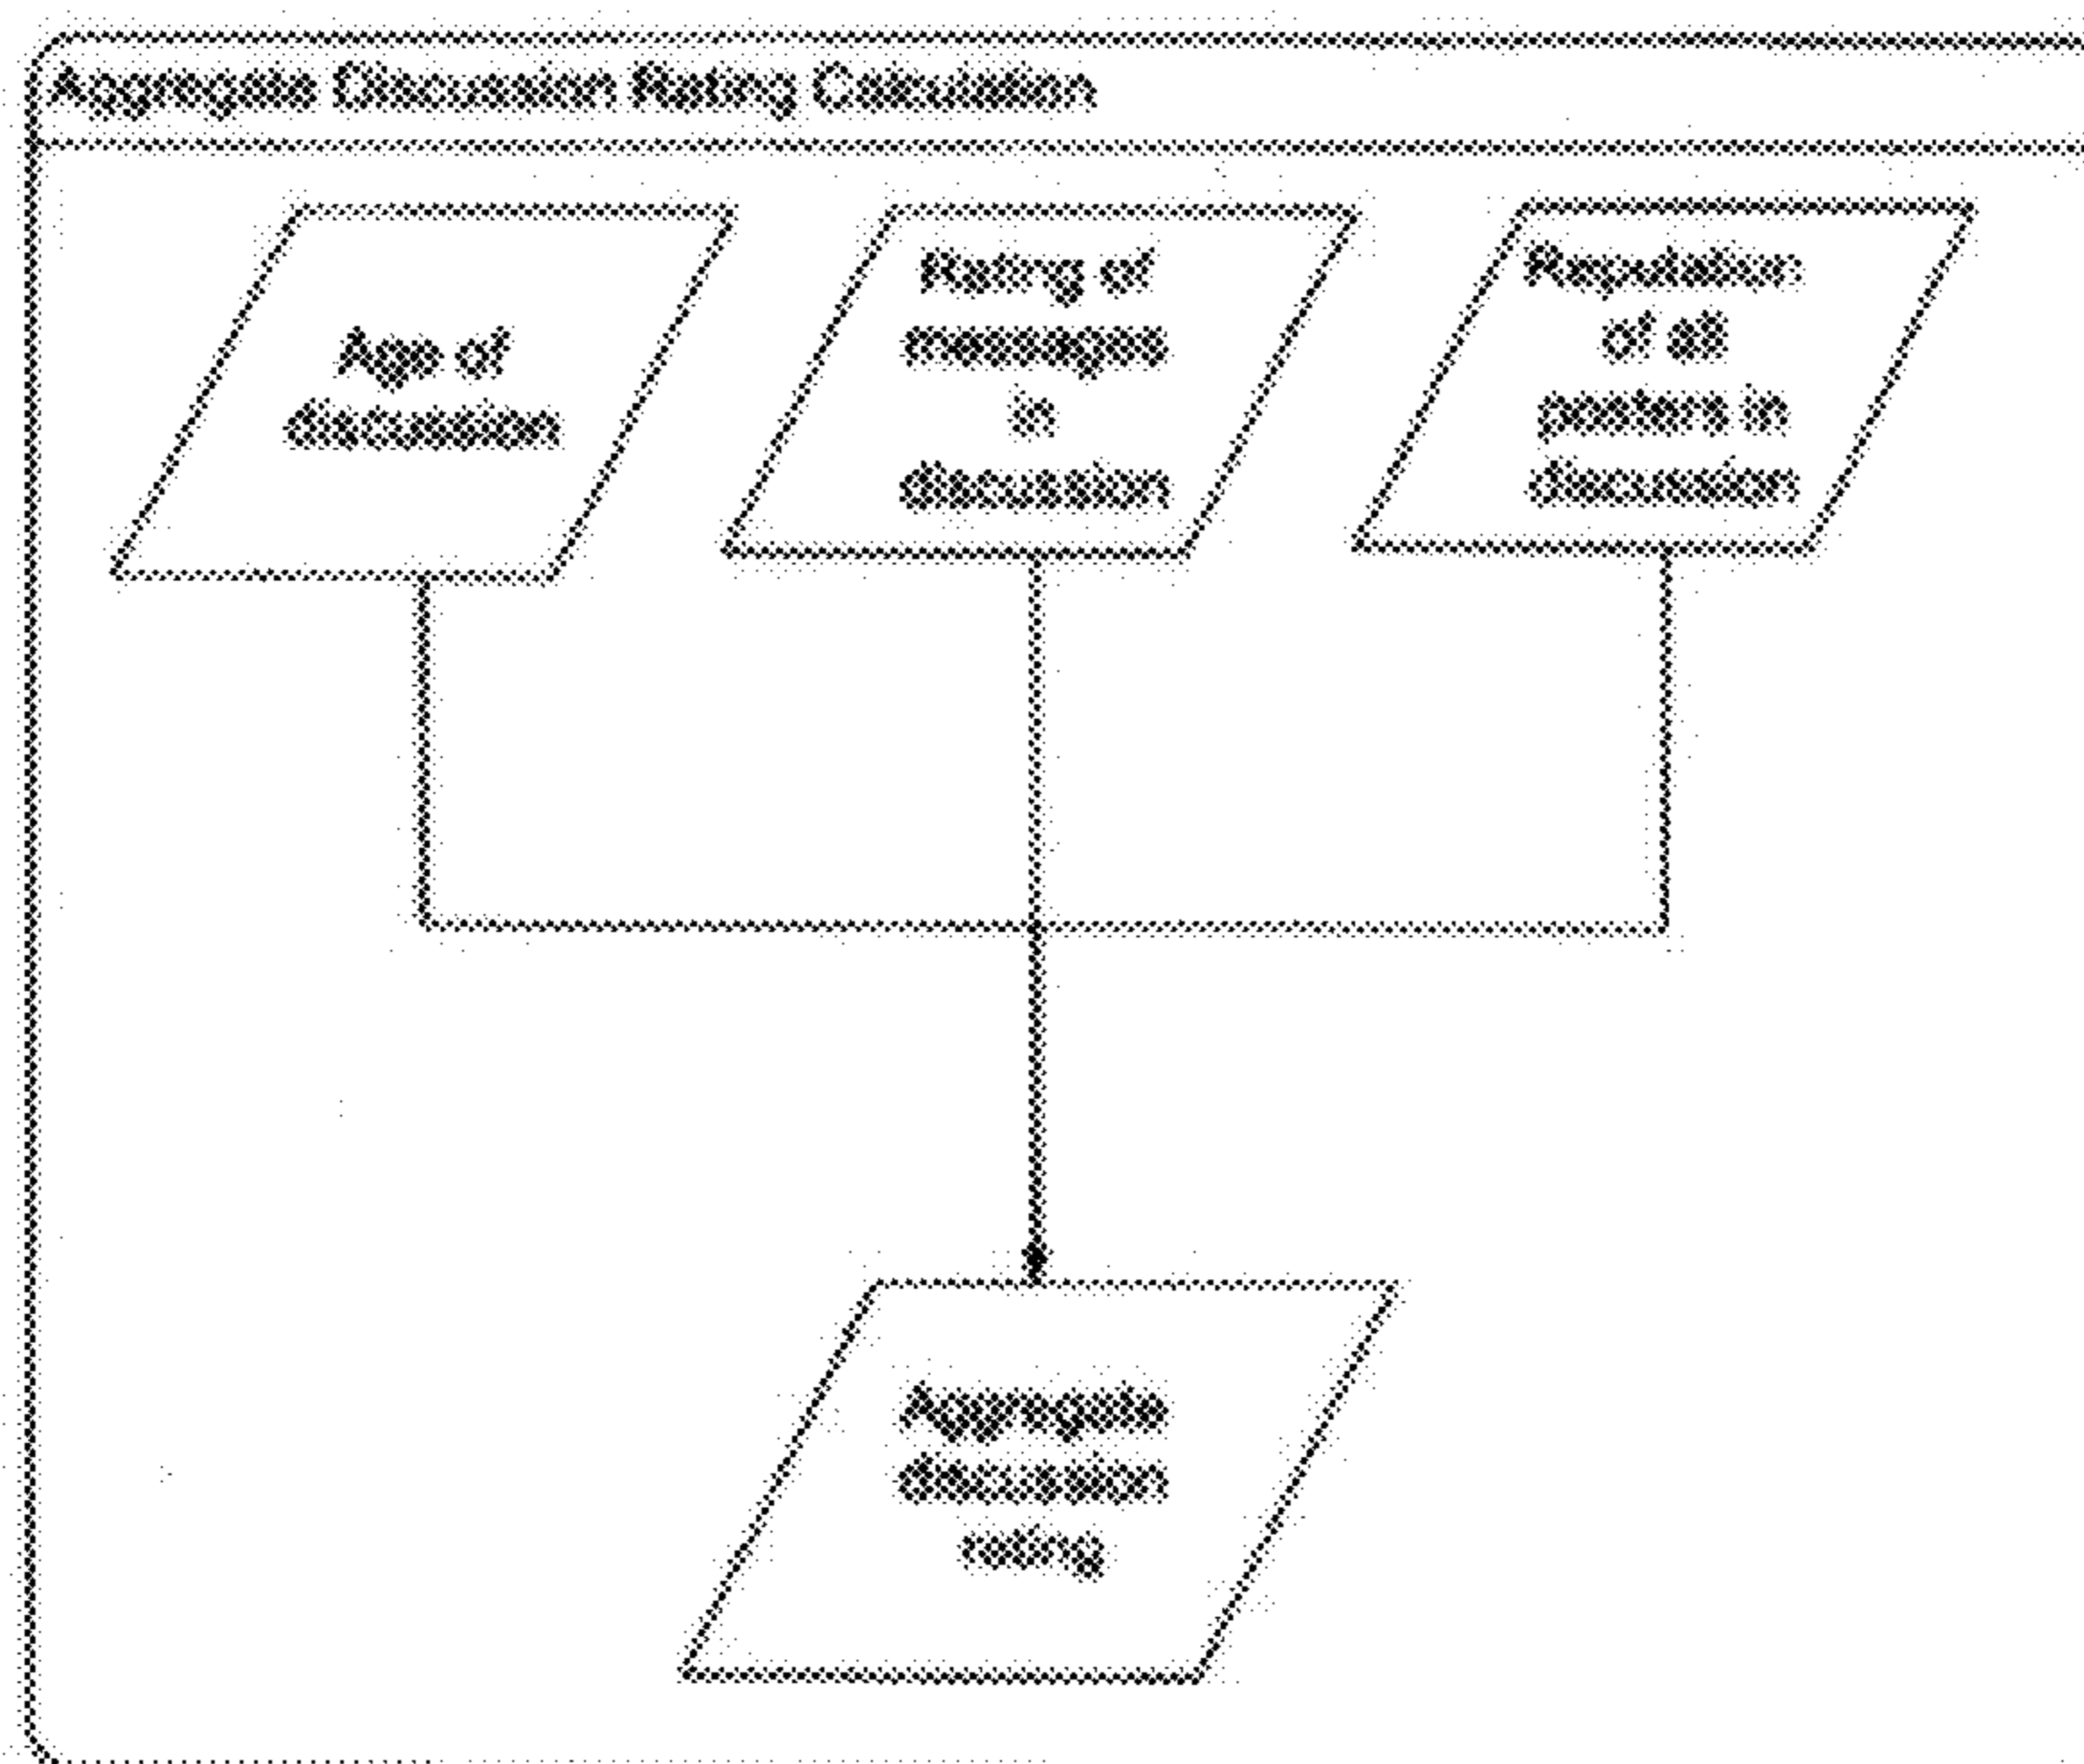 Aggregate Discussion Rating Calculation
Age of
discussion
Rating of
messages
in
discussion
Reputation
of all
posters in
discussion
Aggregate
discussion
rating